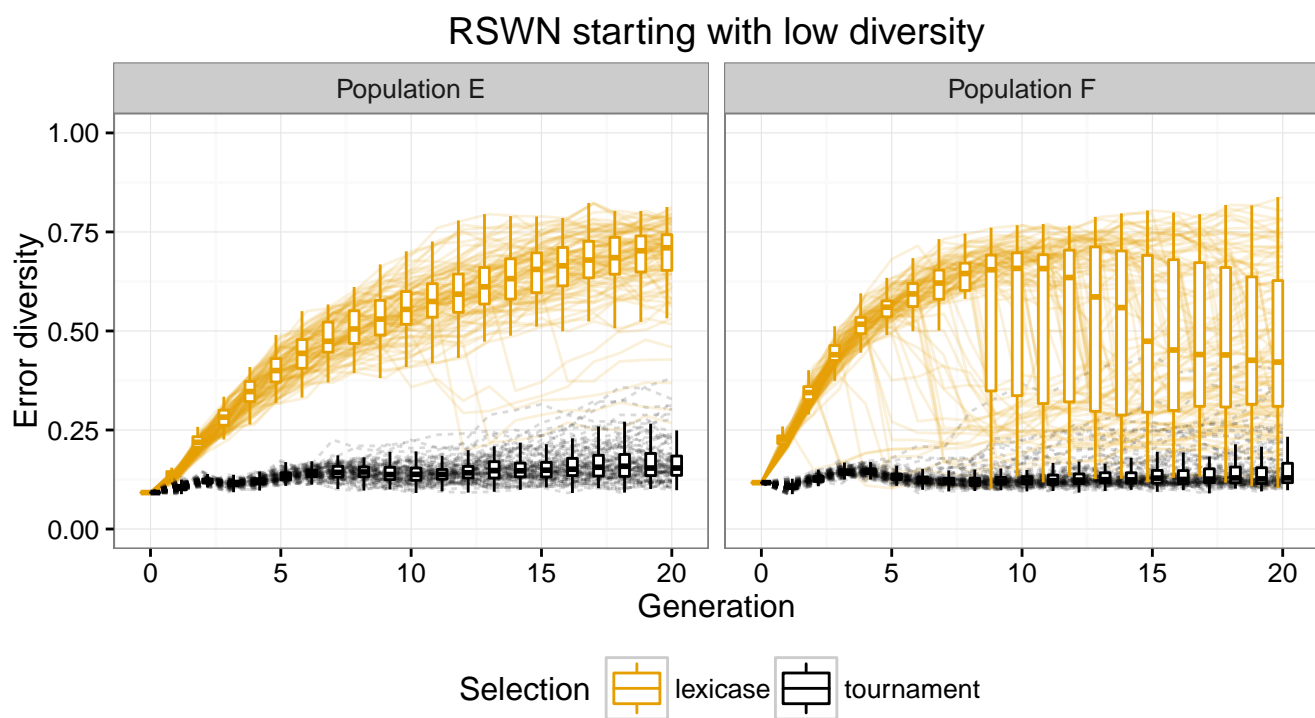 RSWN starting with low diversity
Population E
Population F
Error diversity
1.00
0.75
0.50
0.25
0.00
0 5 10 15 20
0 5 10 15 20
Generation
Selection lexicase tournament